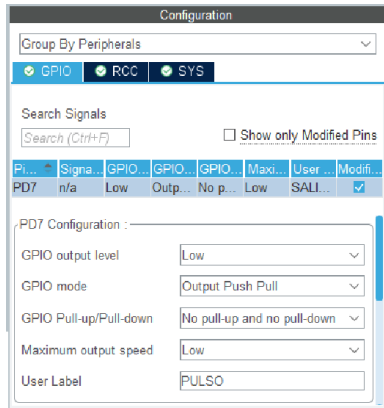 Configuration
Group By Peripherals
GPIO RCC SYS
Search Signals
Search (Ctrl+F) Show only Modified Pins
Pi... Signa... GPIO... GPIO... GPIO... Maxi... User ... Modifi...
PD7 n/a Low Outp... No p... Low SALI...
PD7 Configuration :
GPIO output level Low
GPIO mode Output Push Pull
GPIO Pull-up/Pull-down No pull-up and no pull-down
Maximum output speed Low
User Label PULSO